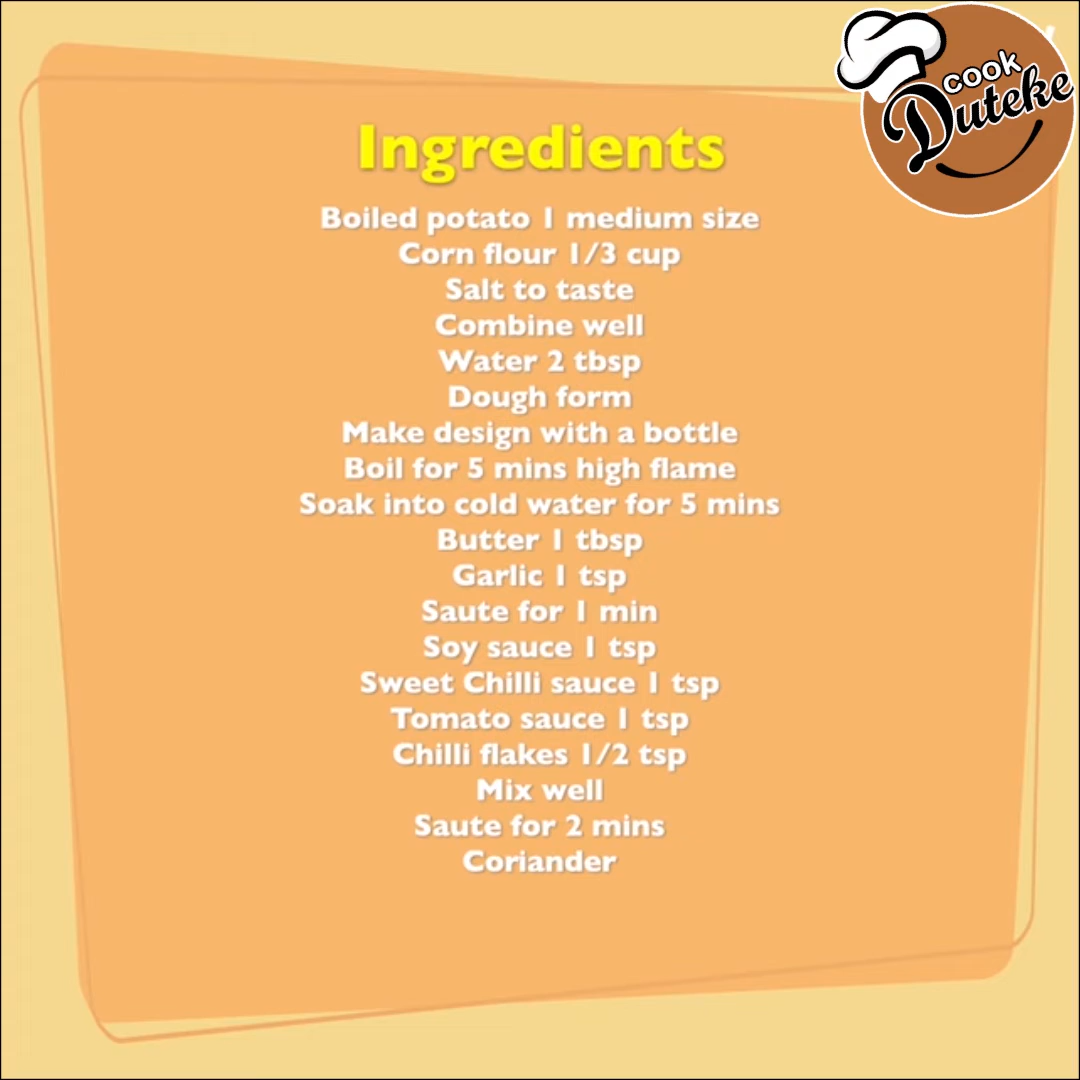 COOK
Duteke
Ingredients
Boiled potato 1 medium size
Corn flour 1/3 cup
Salt to taste
Combine well
Water 2 tbsp
Dough form
Make design with a bottle
Boil for 5 mins high flame
Soak into cold water for 5 mins
Butter 1 tbsp
Garlic 1 tsp
Saute for 1 min
Soy sauce 1 tsp
Sweet Chilli sauce 1 tsp
Tomato sauce 1 tsp
Chilli flakes 1/2 tsp
Mix well
Saute for 2 mins
Coriander